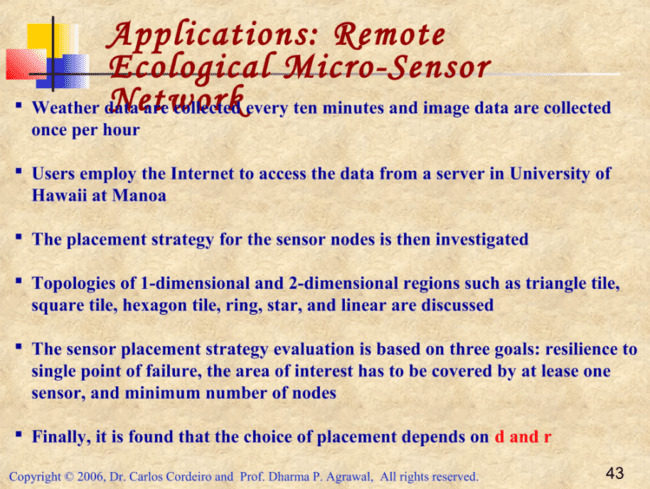 Applications: Remote
Ecological Micro-Sensor
Network
▪ Weather data are collected every ten minutes and image data are collected
once per hour
▪ Users employ the Internet to access the data from a server in University of
Hawaii at Manoa
▪ The placement strategy for the sensor nodes is then investigated
▪ Topologies of 1-dimensional and 2-dimensional regions such as triangle tile,
square tile, hexagon tile, ring, star, and linear are discussed
▪ The sensor placement strategy evaluation is based on three goals: resilience to
single point of failure, the area of interest has to be covered by at lease one
sensor, and minimum number of nodes
▪ Finally, it is found that the choice of placement depends on d and r
Copyright © 2006, Dr. Carlos Cordeiro and Prof. Dharma P. Agrawal, All rights reserved.
43